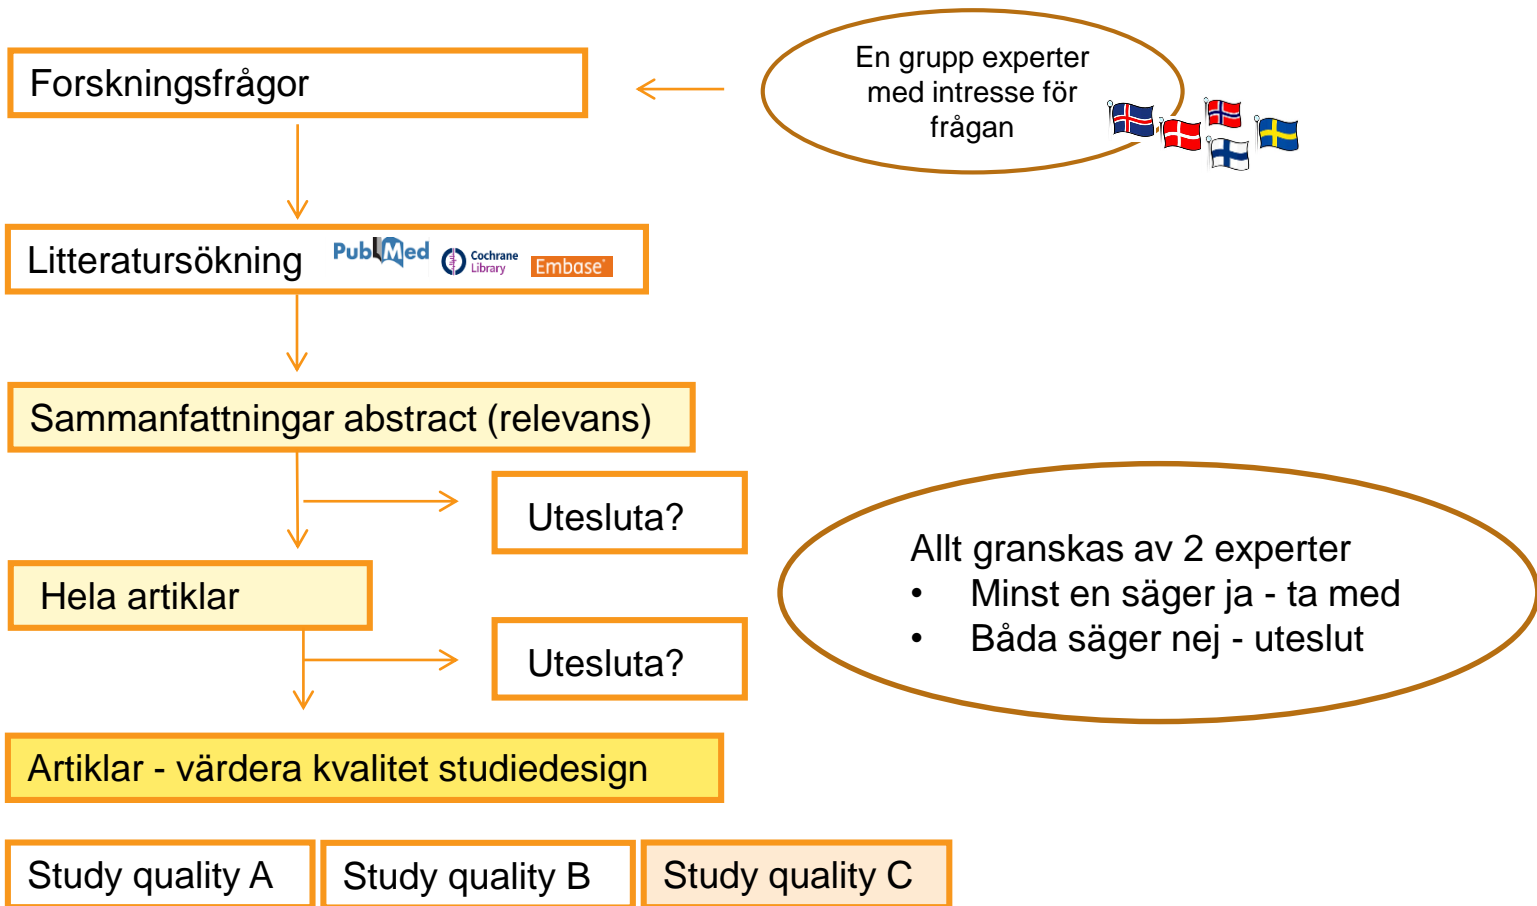 Forskningsfrågor
En grupp experter
med intresse för
frågan
Litteratursökning
PubMed
Cochrane
Library
Embase
Sammanfattningar abstract (relevans)
Utesluta?
Hela artiklar
Utesluta?
Allt granskas av 2 experter
• Minst en säger ja - ta med
• Båda säger nej - uteslut
Artiklar - värdera kvalitet studiedesign
Study quality A
Study quality B
Study quality C